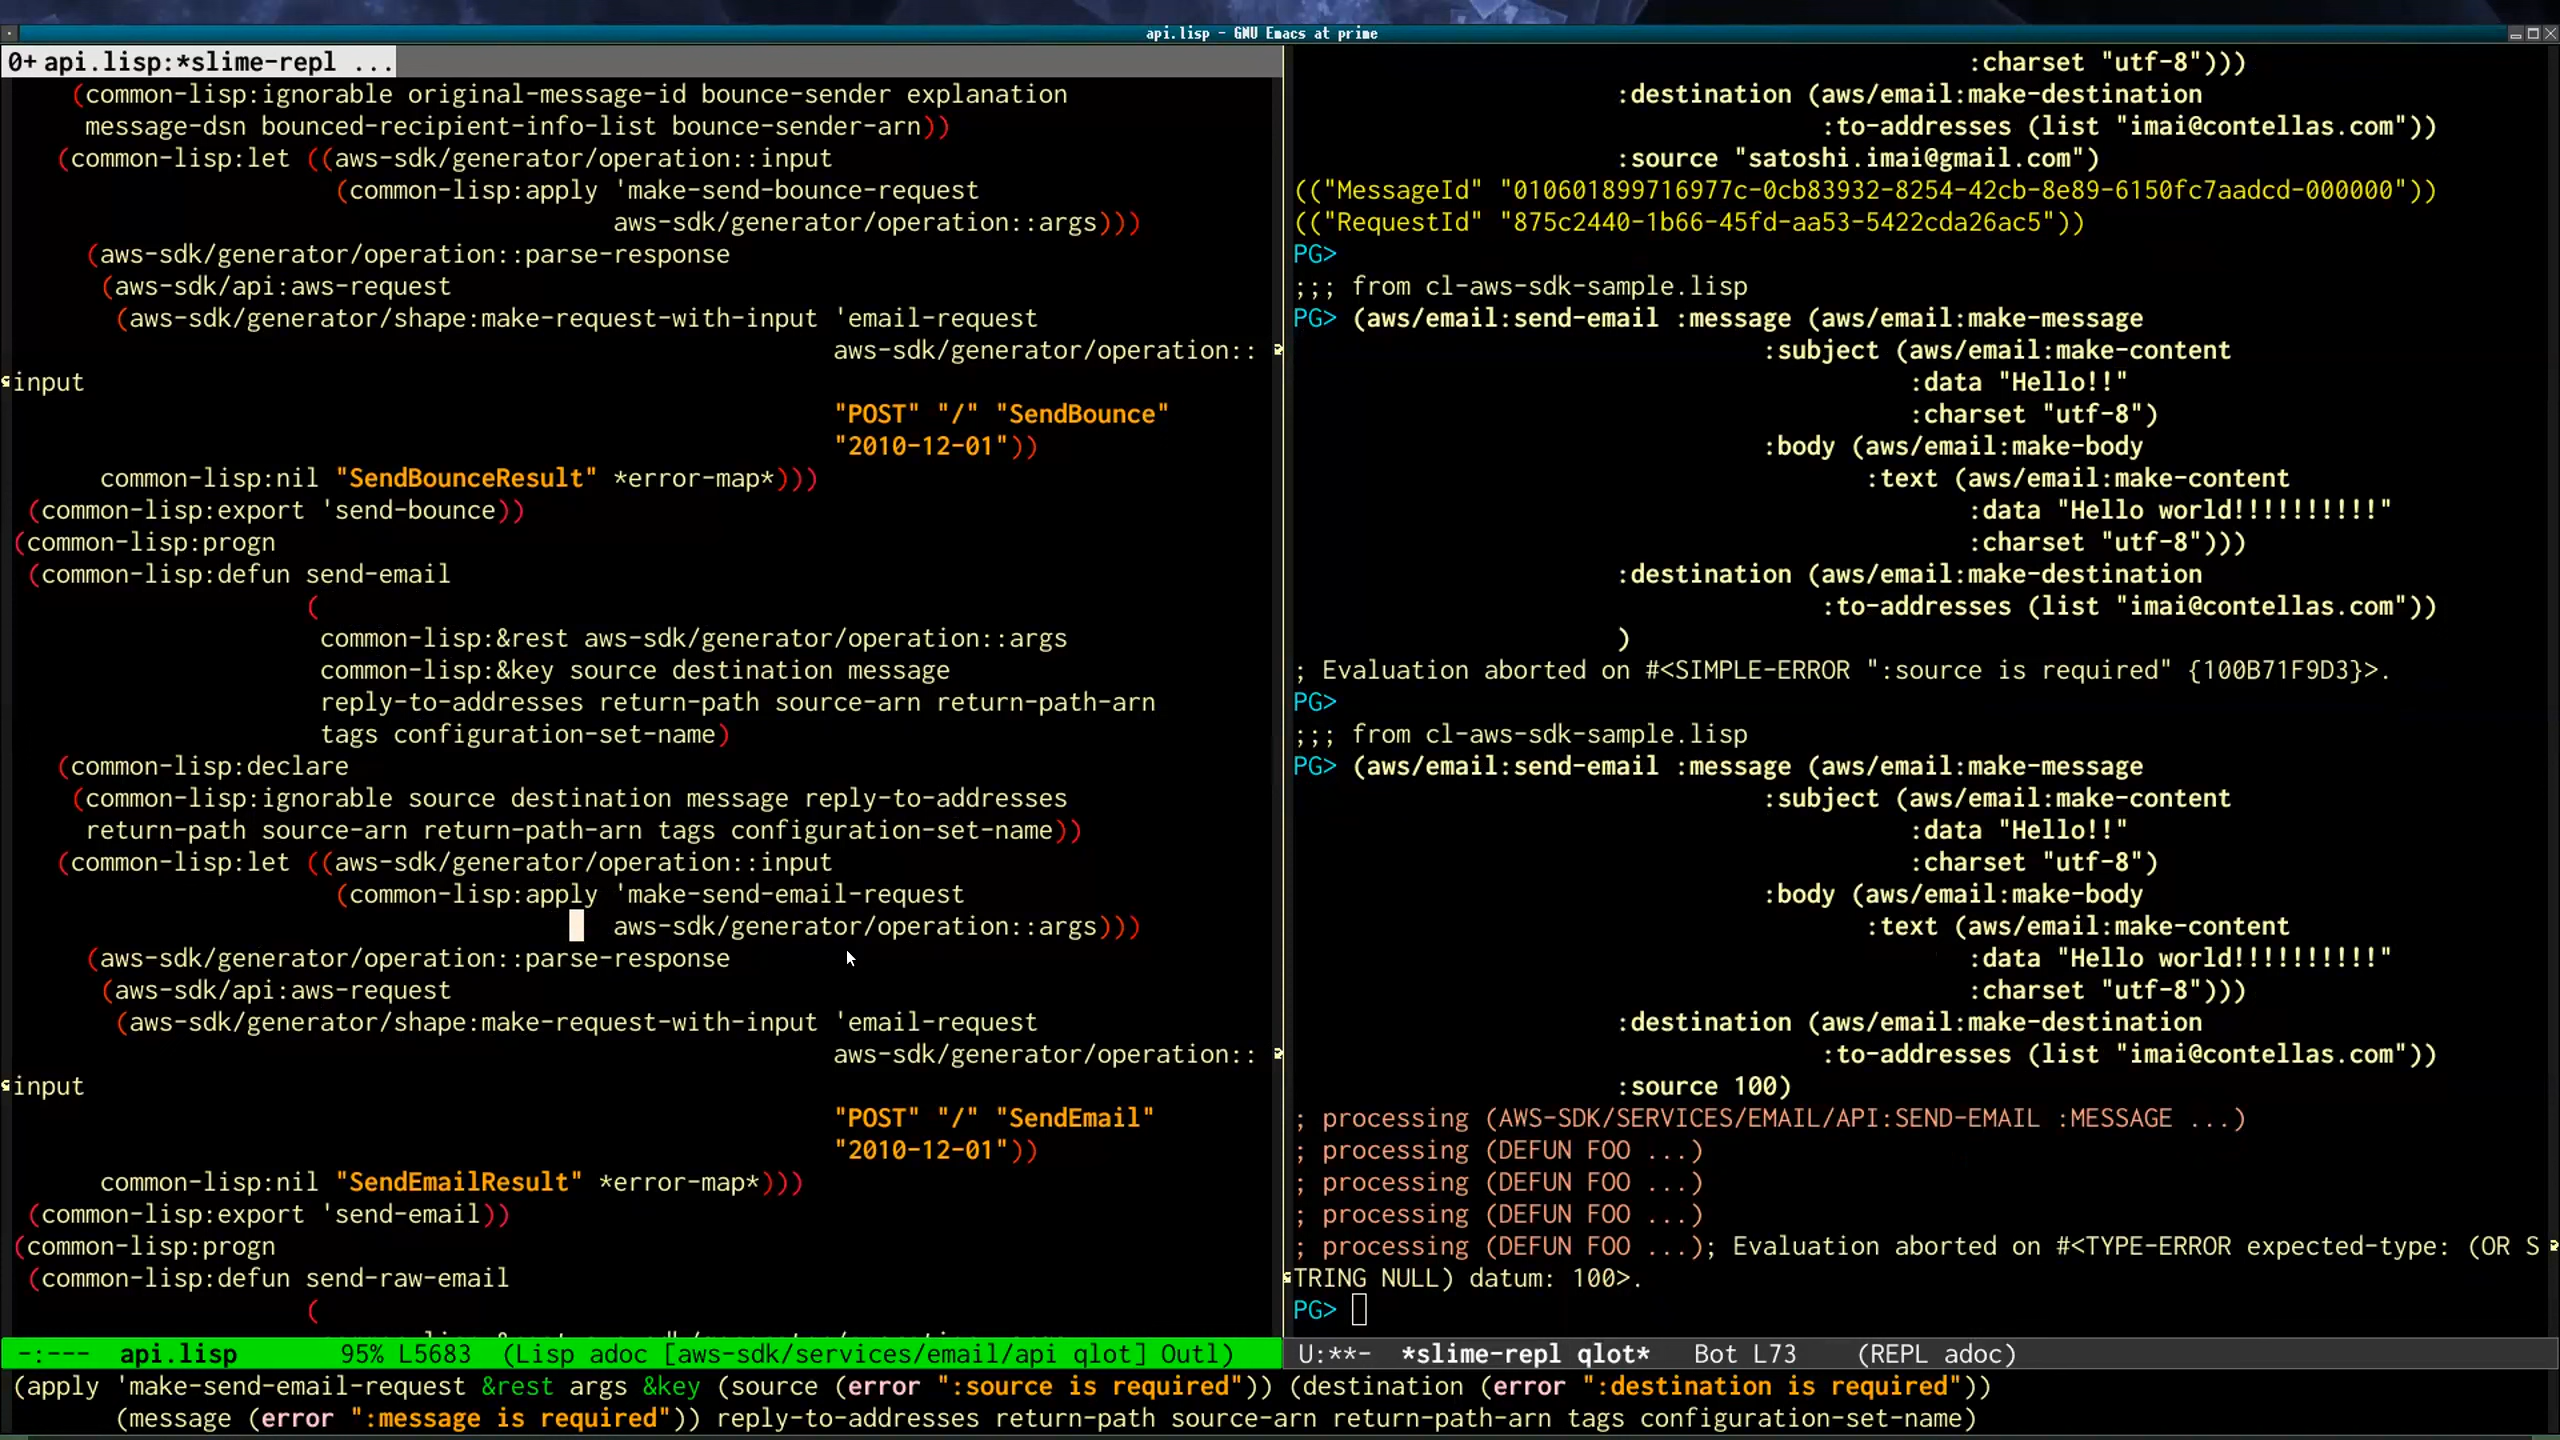 api.lisp - GNU Emacs at prime
0+ api.lisp:*slime-repl ...
(common-lisp:ignorable original-message-id bounce-sender explanation
message-dsn bounced-recipient-info-list bounce-sender-arn))
(common-lisp:let ((aws-sdk/generator/operation::input
(common-lisp:apply 'make-send-bounce-request
aws-sdk/generator/operation::args)))
(aws-sdk/generator/operation::parse-response
(aws-sdk/api:aws-request
(aws-sdk/generator/shape:make-request-with-input 'email-request
aws-sdk/generator/operation::
input
"POST" "/" "SendBounce"
"2010-12-01"))
common-lisp:nil "SendBounceResult" *error-map*)))
(common-lisp:export 'send-bounce))
(common-lisp:progn
(common-lisp:defun send-email
(
common-lisp:&rest aws-sdk/generator/operation::args
common-lisp:&key source destination message
reply-to-addresses return-path source-arn return-path-arn
tags configuration-set-name)
(common-lisp:declare
(common-lisp:ignorable source destination message reply-to-addresses
return-path source-arn return-path-arn tags configuration-set-name))
(common-lisp:let ((aws-sdk/generator/operation::input
(common-lisp:apply 'make-send-email-request
aws-sdk/generator/operation::args)))
(aws-sdk/generator/operation::parse-response
(aws-sdk/api:aws-request
(aws-sdk/generator/shape:make-request-with-input 'email-request
aws-sdk/generator/operation::
input
"POST" "/" "SendEmail"
"2010-12-01"))
common-lisp:nil "SendEmailResult" *error-map*)))
(common-lisp:export 'send-email))
(common-lisp:progn
(common-lisp:defun send-raw-email
(
-:--- api.lisp 95% L5683 (Lisp adoc [aws-sdk/services/email/api qlot] Outl)
:charset "utf-8")))
:destination (aws/email:make-destination
:to-addresses (list "imai@contellas.com"))
:source "satoshi.imai@gmail.com")
(("MessageId" "010601899716977c-0cb83932-8254-42cb-8e89-6150fc7aadcd-000000"))
(("RequestId" "875c2440-1b66-45fd-aa53-5422cda26ac5"))
PG>
;;; from cl-aws-sdk-sample.lisp
PG> (aws/email:send-email :message (aws/email:make-message
:subject (aws/email:make-content
:data "Hello!!"
:charset "utf-8")
:body (aws/email:make-body
:text (aws/email:make-content
:data "Hello world!!!!!!!!!!"
:charset "utf-8")))
:destination (aws/email:make-destination
:to-addresses (list "imai@contellas.com"))
)
; Evaluation aborted on #<SIMPLE-ERROR ":source is required" {100B71F9D3}>.
PG>
;;; from cl-aws-sdk-sample.lisp
PG> (aws/email:send-email :message (aws/email:make-message
:subject (aws/email:make-content
:data "Hello!!"
:charset "utf-8")
:body (aws/email:make-body
:text (aws/email:make-content
:data "Hello world!!!!!!!!!!"
:charset "utf-8")))
:destination (aws/email:make-destination
:to-addresses (list "imai@contellas.com"))
:source 100)
; processing (AWS-SDK/SERVICES/EMAIL/API:SEND-EMAIL :MESSAGE ...)
; processing (DEFUN FOO ...)
; processing (DEFUN FOO ...)
; processing (DEFUN FOO ...)
; processing (DEFUN FOO ...); Evaluation aborted on #<TYPE-ERROR expected-type: (OR S
TRING NULL) datum: 100>.
PG>
U:**- *slime-repl qlot* Bot L73 (REPL adoc)
(apply 'make-send-email-request &rest args &key (source (error ":source is required")) (destination (error ":destination is required"))
(message (error ":message is required")) reply-to-addresses return-path source-arn return-path-arn tags configuration-set-name)